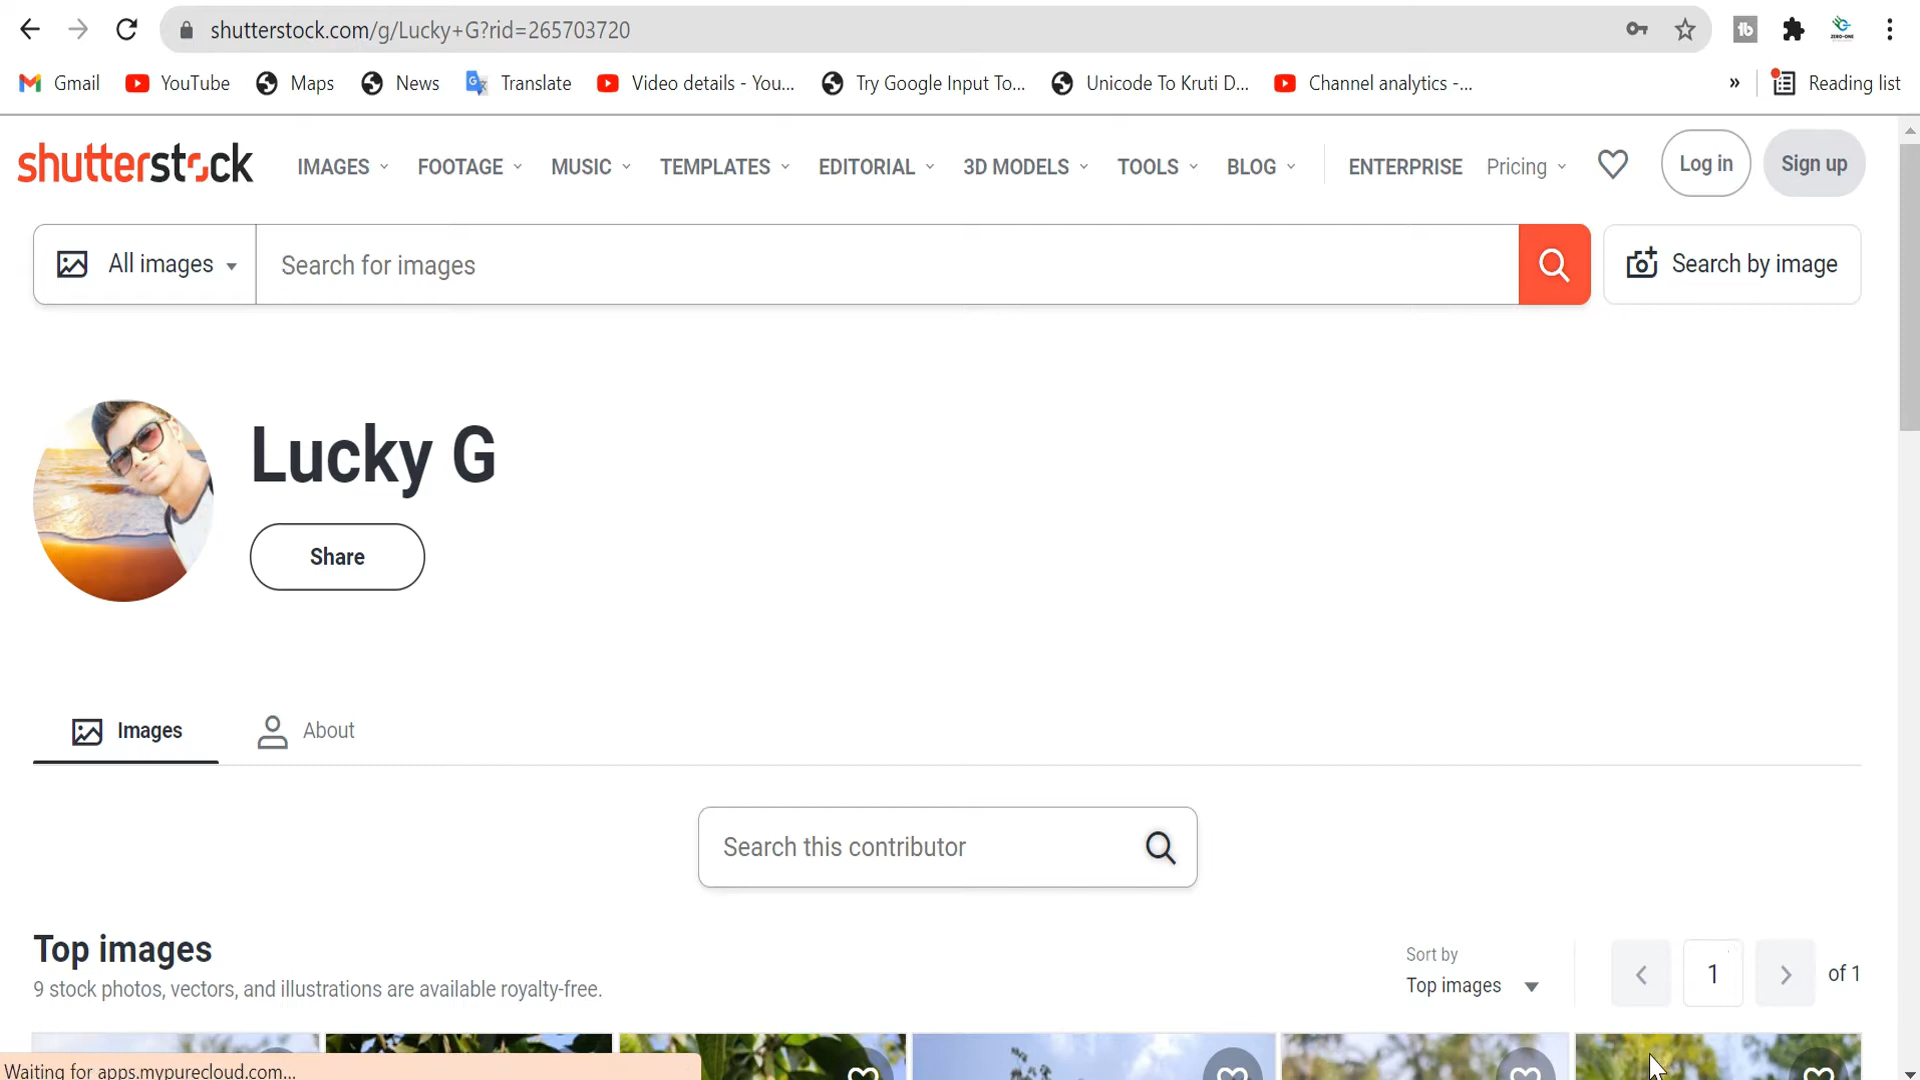 shutterstock.com/g/Lucky+G?rid=265703720
Gmail YouTube Maps News Translate Video details - You... Try Google Input To... Unicode To Kruti D... Channel analytics -... » Reading list
shutterstock IMAGES FOOTAGE MUSIC TEMPLATES EDITORIAL 3D MODELS TOOLS BLOG ENTERPRISE Pricing Log in Sign up
All images Search for images Search by image
Lucky G
Share
Images About
Search this contributor
Top images
9 stock photos, vectors, and illustrations are available royalty-free.
Sort by
Top images 1 of 1
Waiting for apps.mypurecloud.com...